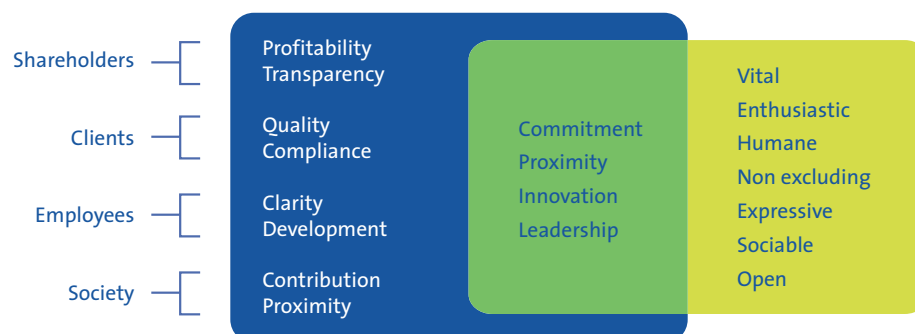 Shareholders
Profitability
Transparency
Clients
Quality
Compliance
Employees
Clarity
Development
Society
Contribution
Proximity
Commitment
Proximity
Innovation
Leadership
Vital
Enthusiastic
Humane
Non excluding
Expressive
Sociable
Open